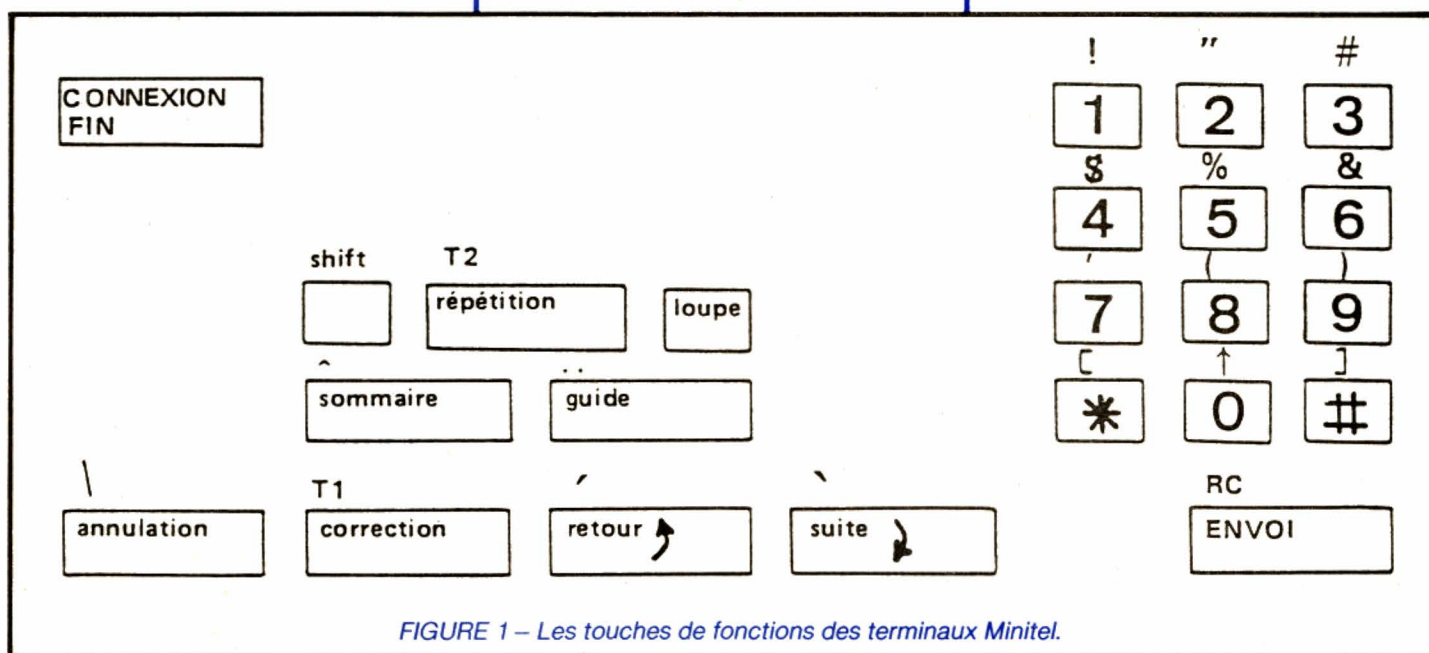 ! " #
CONNEXION
FIN
1 2 3
$ % &
4 5 6
' ( )
shift T2
répétition loupe
7 8 9
^ ¨ [ ↑ ]
sommaire guide
* 0 #
\ T1 ´ ` RC
annulation correction retour suite ENVOI
FIGURE 1 – Les touches de fonctions des terminaux Minitel.